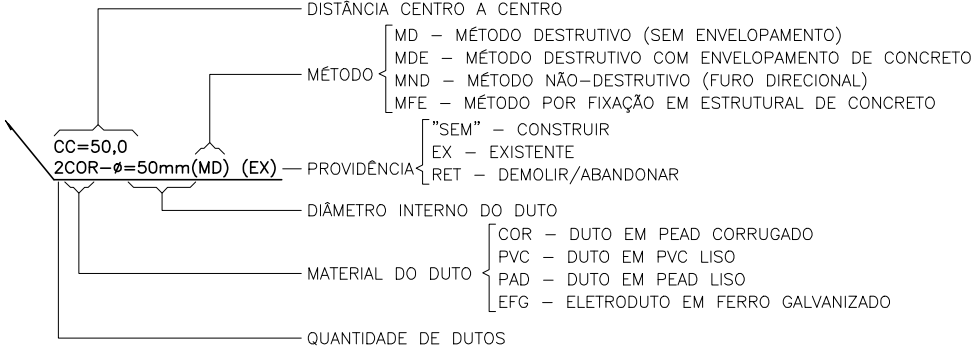 DISTÂNCIA CENTRO A CENTRO
MD – MÉTODO DESTRUTIVO (SEM ENVELOPAMENTO)
MDE – MÉTODO DESTRUTIVO COM ENVELOPAMENTO DE CONCRETO
MÉTODO
MND – MÉTODO NÃO–DESTRUTIVO (FURO DIRECIONAL)
MFE – MÉTODO POR FIXAÇÃO EM ESTRUTURAL DE CONCRETO
CC=50,0
2COR–ø=50mm(MD) (EX)
PROVIDÊNCIA
"SEM" – CONSTRUIR
EX – EXISTENTE
RET – DEMOLIR/ABANDONAR
DIÂMETRO INTERNO DO DUTO
MATERIAL DO DUTO
COR – DUTO EM PEAD CORRUGADO
PVC – DUTO EM PVC LISO
PAD – DUTO EM PEAD LISO
EFG – ELETRODUTO EM FERRO GALVANIZADO
QUANTIDADE DE DUTOS